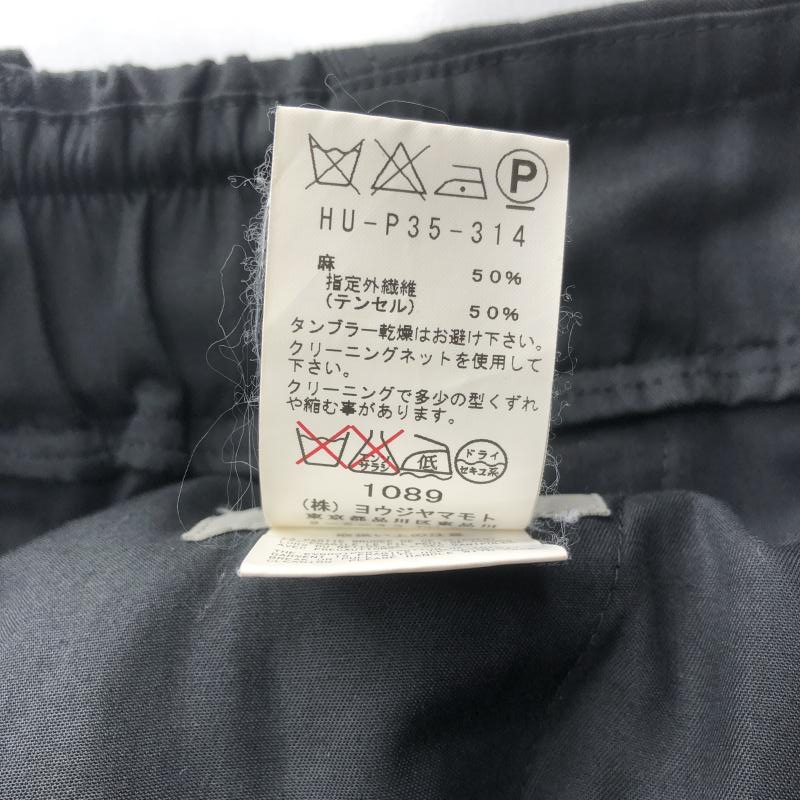 P
HU-P35-314
麻 50%
指定外繊維
(テンセル) 50%
タンブラー乾燥はお避け下さい。
クリーニングネットを使用して
下さい。
クリーニングで多少の型くずれ
や縮む事があります。
エンソ
サラシ
低
ドライ
セキユ系
1089
(株) ヨウジヤマモト
東京都品川区東品川